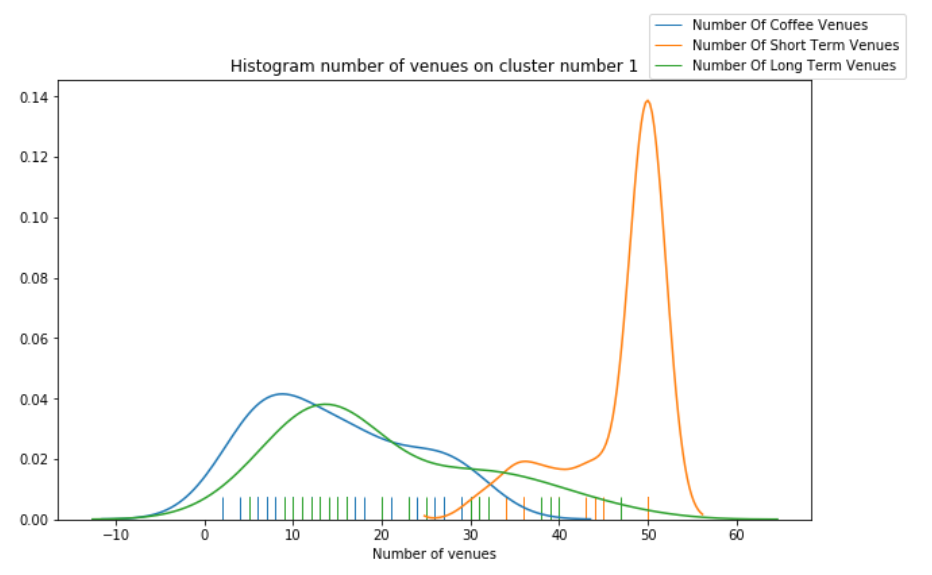 Number Of Coffee Venues
Number Of Short Term Venues
Number Of Long Term Venues
Histogram number of venues on cluster number 1
0.14
0.12
0.10
0.08
0.06
0.04
0.02
0.00
−10 0 10 20 30 40 50 60
Number of venues